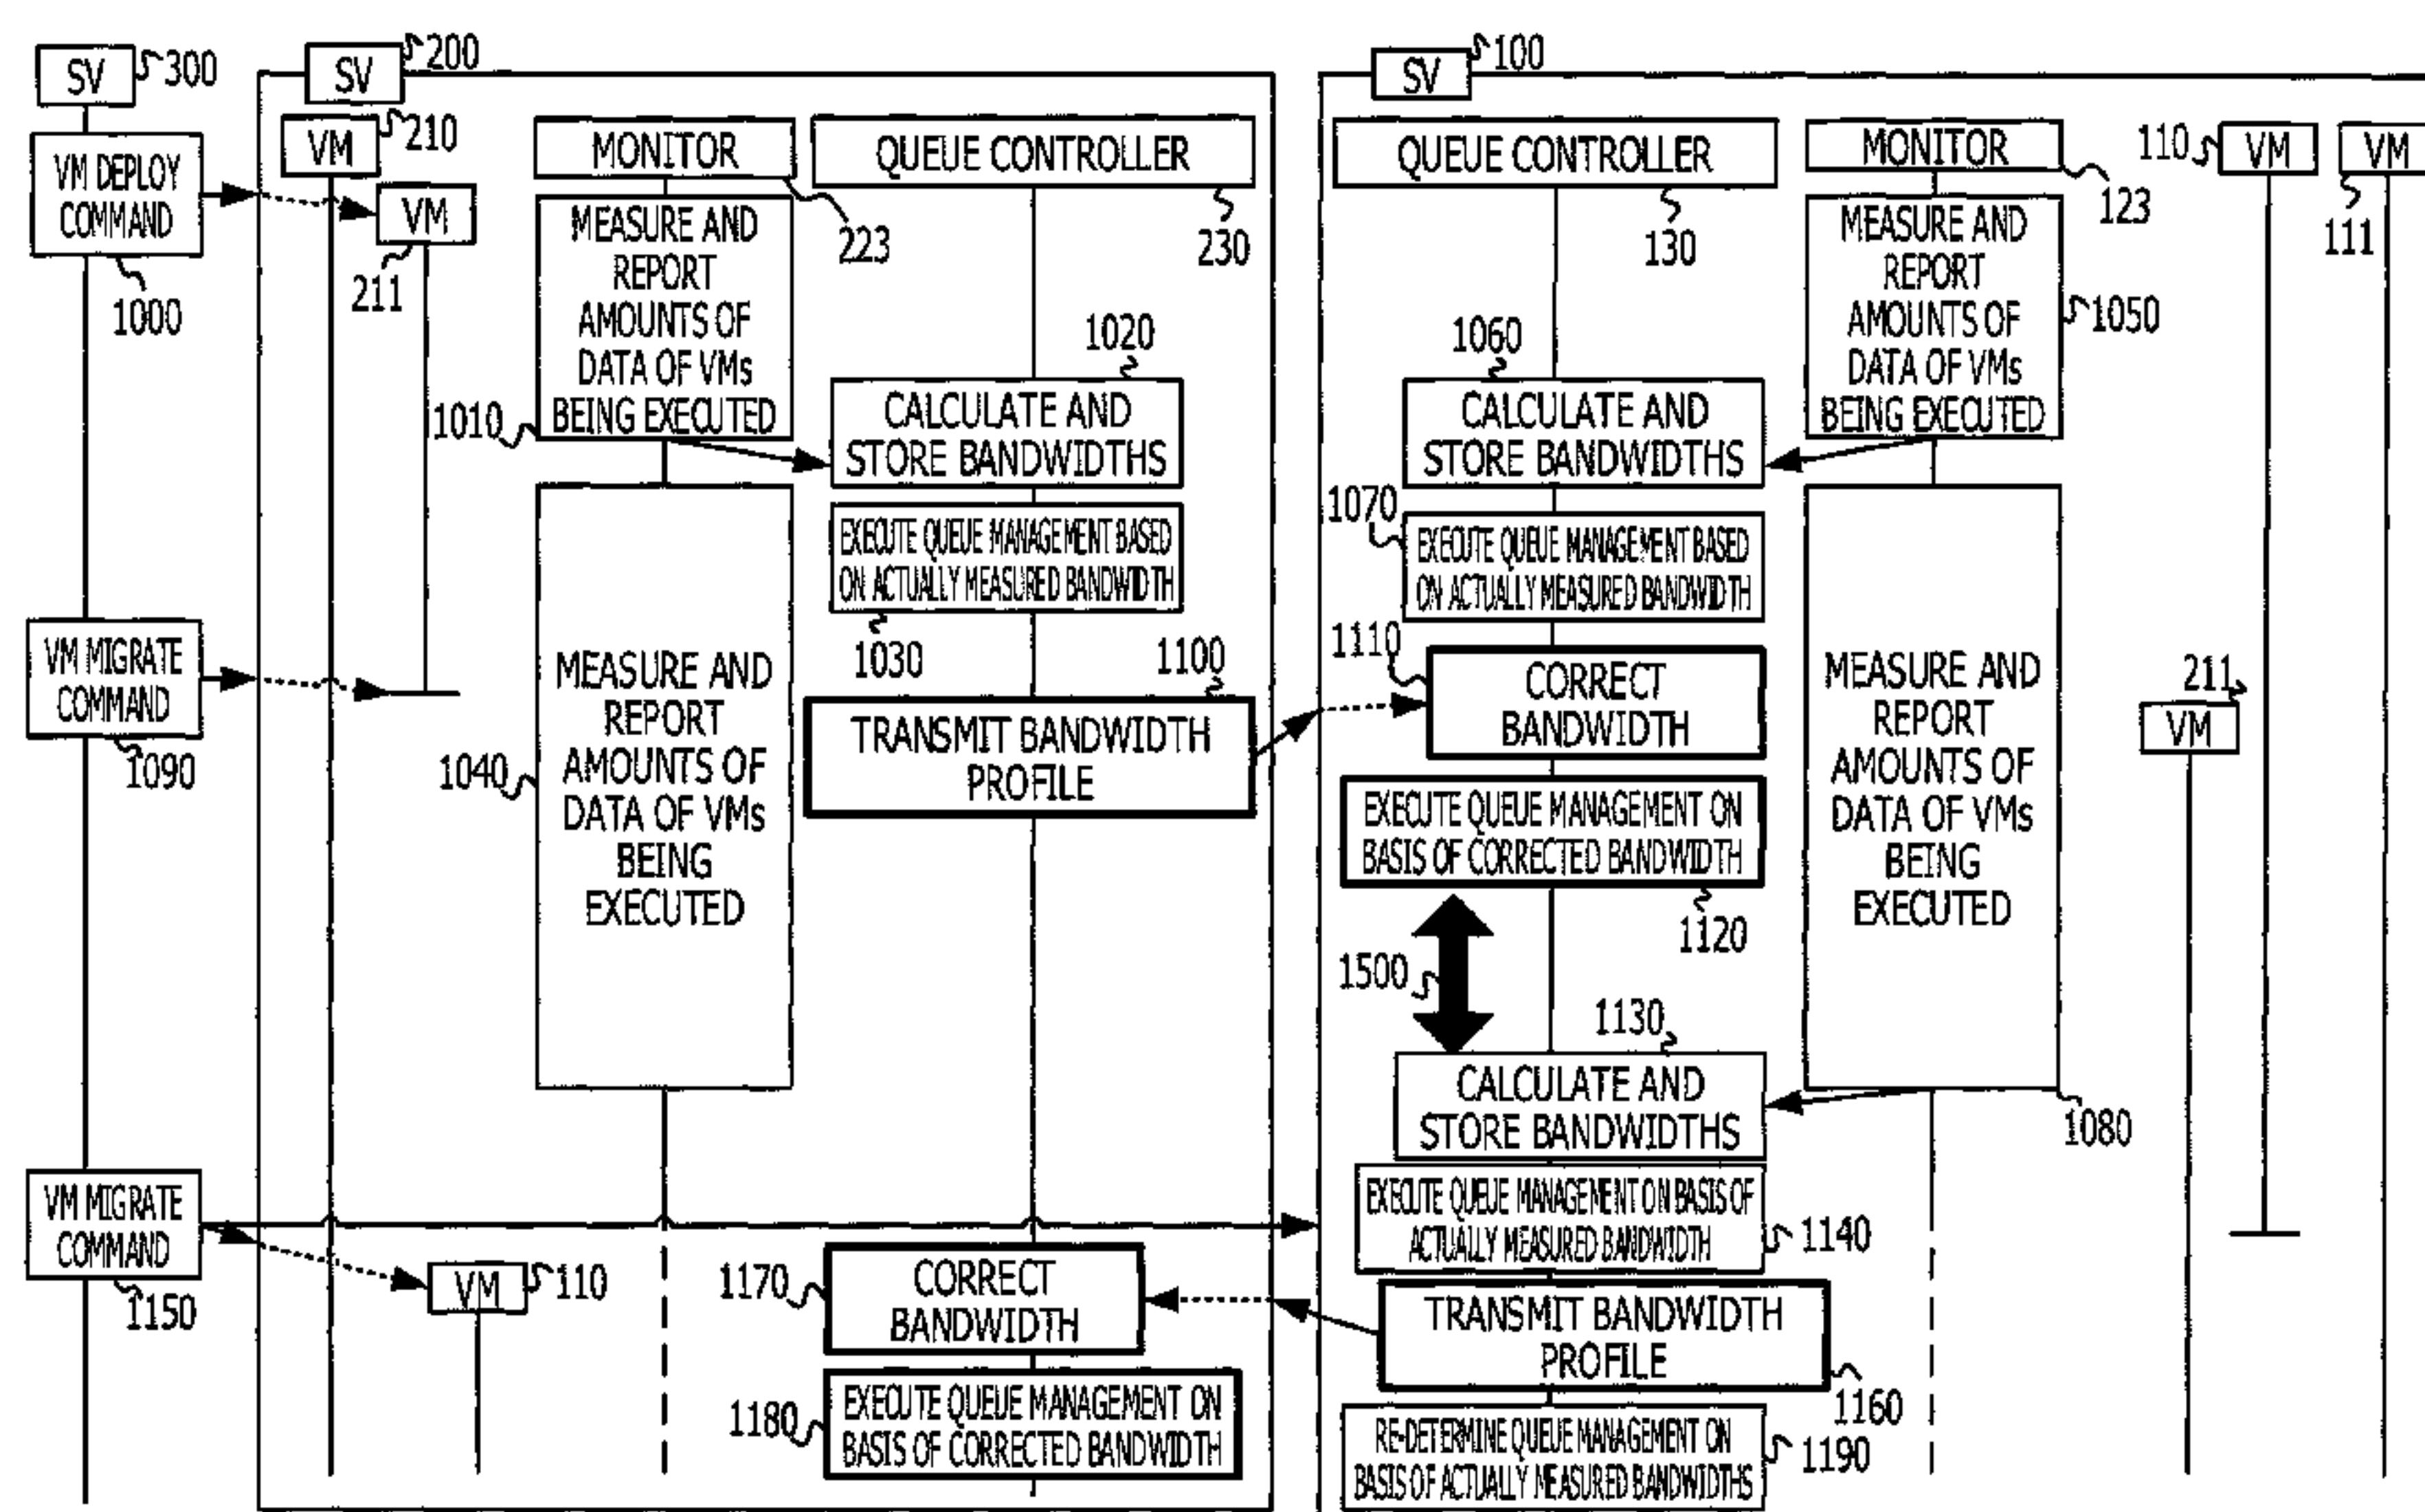 SV
300
SV
200
SV
100
VM
210
MONITOR
QUEUE CONTROLLER
QUEUE CONTROLLER
MONITOR
110
VM
VM
VM DEPLOY
COMMAND
1000
VM
211
223
230
130
123
111
MEASURE AND
REPORT
AMOUNTS OF
DATA OF VMs
BEING EXECUTED
1010
1020
CALCULATE AND
STORE BANDWIDTHS
1060
CALCULATE AND
STORE BANDWIDTHS
MEASURE AND
REPORT
AMOUNTS OF
DATA OF VMs
BEING EXECUTED
1050
EXECUTE QUEUE MANAGEMENT BASED
ON ACTUALLY MEASURED BANDWIDTH
1030
1070
EXECUTE QUEUE MANAGEMENT BASED
ON ACTUALLY MEASURED BANDWIDTH
VM MIGRATE
COMMAND
1090
MEASURE AND
REPORT
AMOUNTS OF
DATA OF VMs
BEING
EXECUTED
1040
1100
TRANSMIT BANDWIDTH
PROFILE
1110
CORRECT
BANDWIDTH
EXECUTE QUEUE MANAGEMENT ON
BASIS OF CORRECTED BANDWIDTH
1120
MEASURE AND
REPORT
AMOUNTS OF
DATA OF VMs
BEING
EXECUTED
1080
211
VM
1500
1130
CALCULATE AND
STORE BANDWIDTHS
VM MIGRATE
COMMAND
1150
VM
110
EXECUTE QUEUE MANAGEMENT ON BASIS OF
ACTUALLY MEASURED BANDWIDTH
1140
1170
CORRECT
BANDWIDTH
TRANSMIT BANDWIDTH
PROFILE
1160
1180
EXECUTE QUEUE MANAGEMENT ON
BASIS OF CORRECTED BANDWIDTH
RE-DETERMINE QUEUE MANAGEMENT ON
BASIS OF ACTUALLY MEASURED BANDWIDTHS
1190